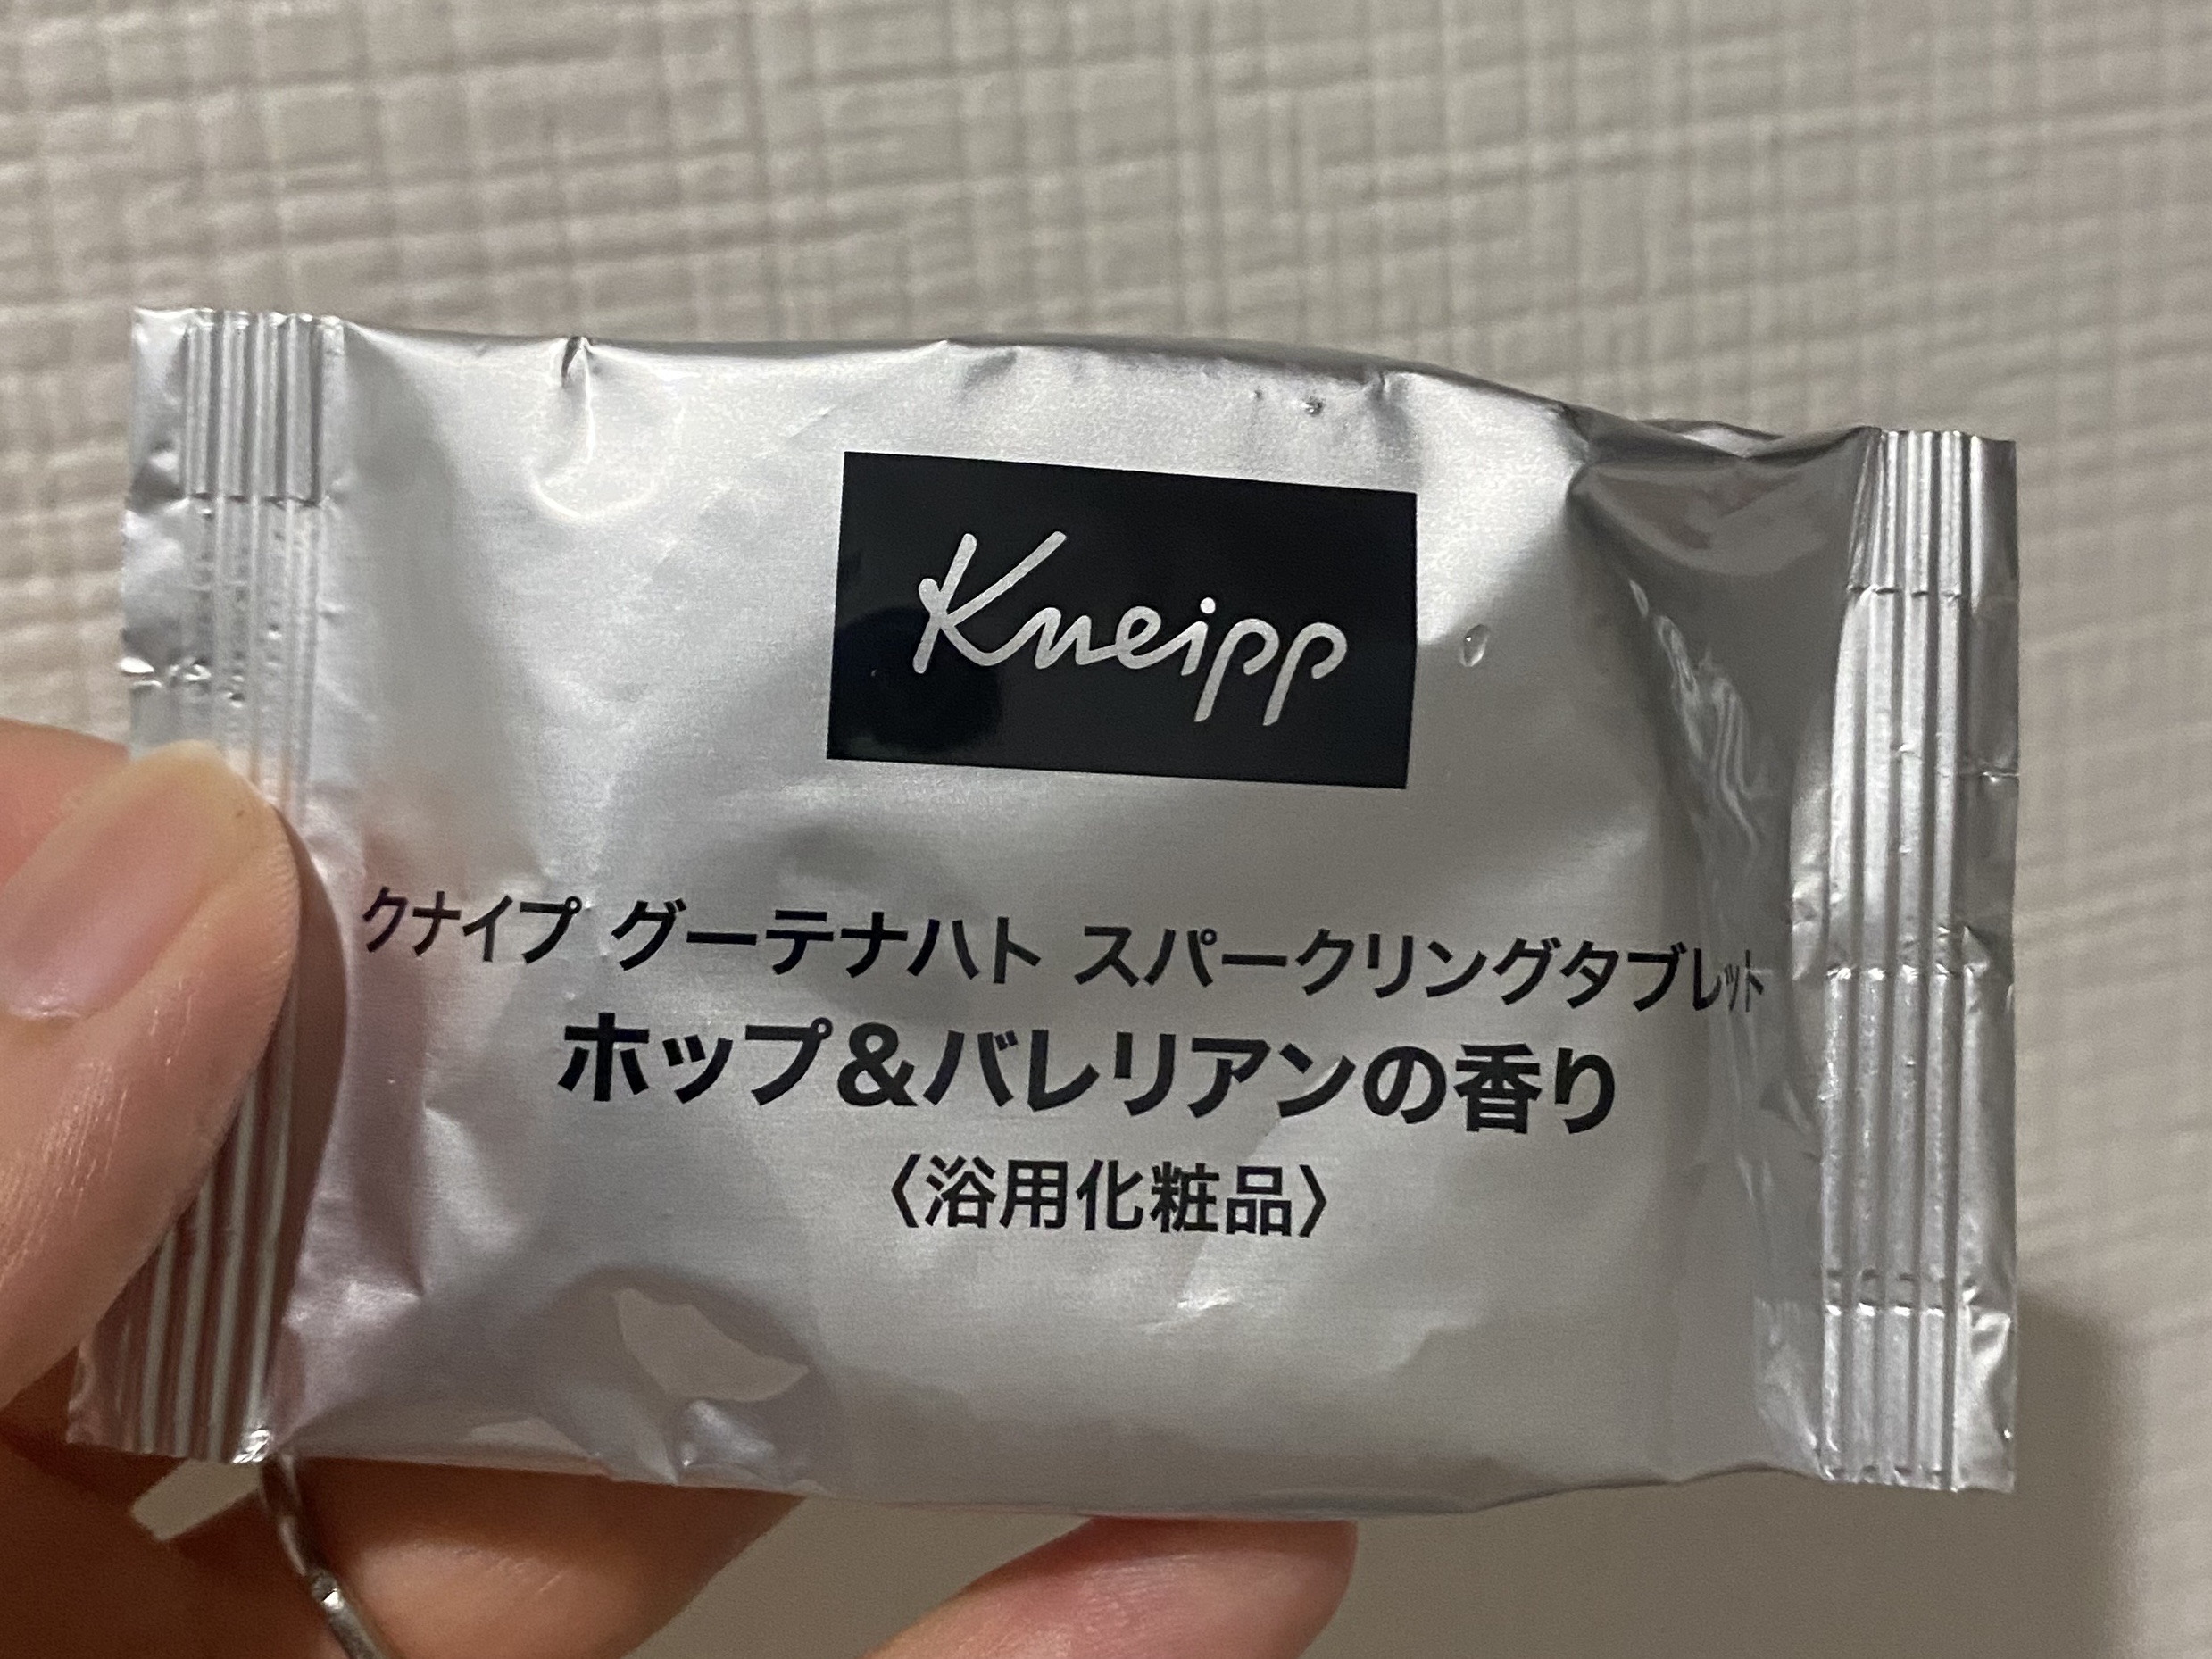 Kneipp
クナイプ グーテナハト スパークリングタブレット
ホップ&バレリアンの香り
〈浴用化粧品〉